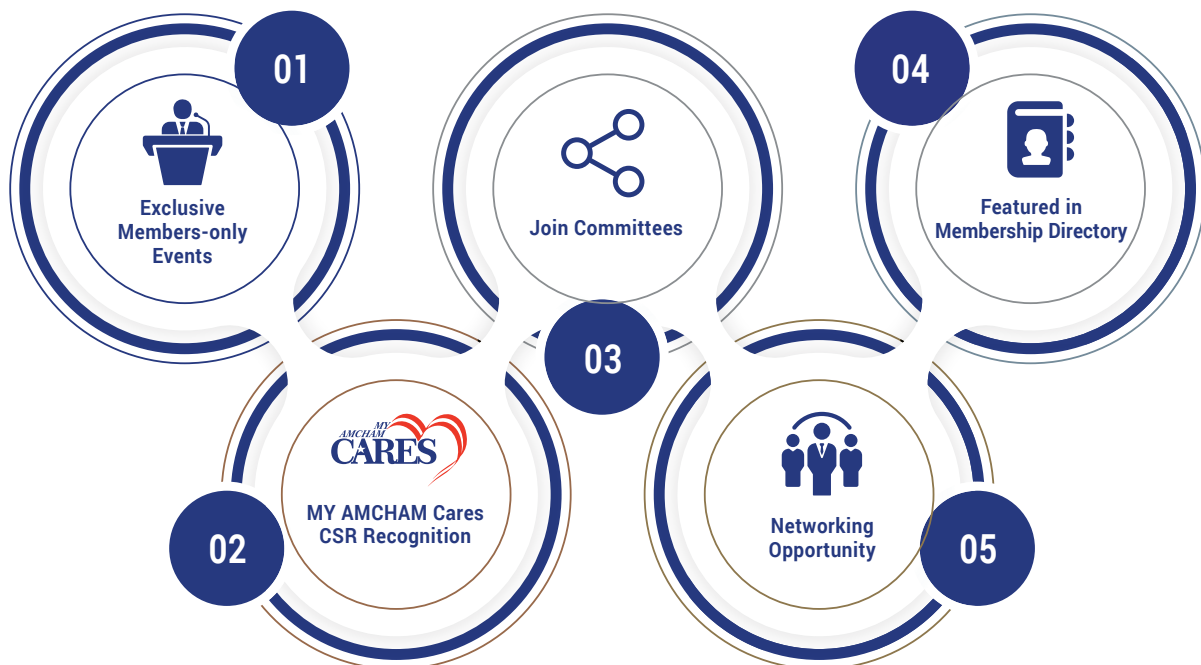 01
Exclusive
Members-only
Events
02
MY
AMCHAM
CARES
MY AMCHAM Cares
CSR Recognition
03
Join Committees
04
Featured in
Membership Directory
05
Networking
Opportunity